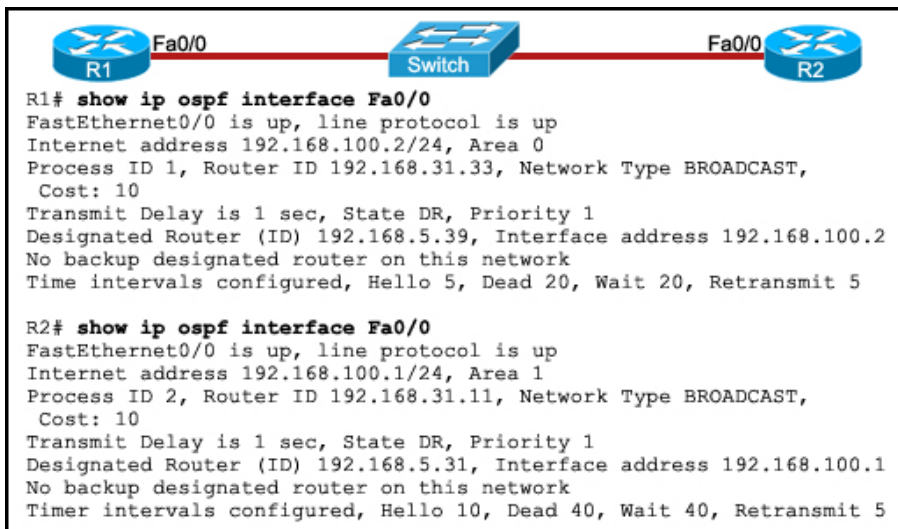 Fa0/0
Fa0/0
R1
Switch
R2
R1# show ip ospf interface Fa0/0
FastEthernet0/0 is up, line protocol is up
Internet address 192.168.100.2/24, Area 0
Process ID 1, Router ID 192.168.31.33, Network Type BROADCAST,
Cost: 10
Transmit Delay is 1 sec, State DR, Priority 1
Designated Router (ID) 192.168.5.39, Interface address 192.168.100.2
No backup designated router on this network
Time intervals configured, Hello 5, Dead 20, Wait 20, Retransmit 5
R2# show ip ospf interface Fa0/0
FastEthernet0/0 is up, line protocol is up
Internet address 192.168.100.1/24, Area 1
Process ID 2, Router ID 192.168.31.11, Network Type BROADCAST,
Cost: 10
Transmit Delay is 1 sec, State DR, Priority 1
Designated Router (ID) 192.168.5.31, Interface address 192.168.100.1
No backup designated router on this network
Timer intervals configured, Hello 10, Dead 40, Wait 40, Retransmit 5